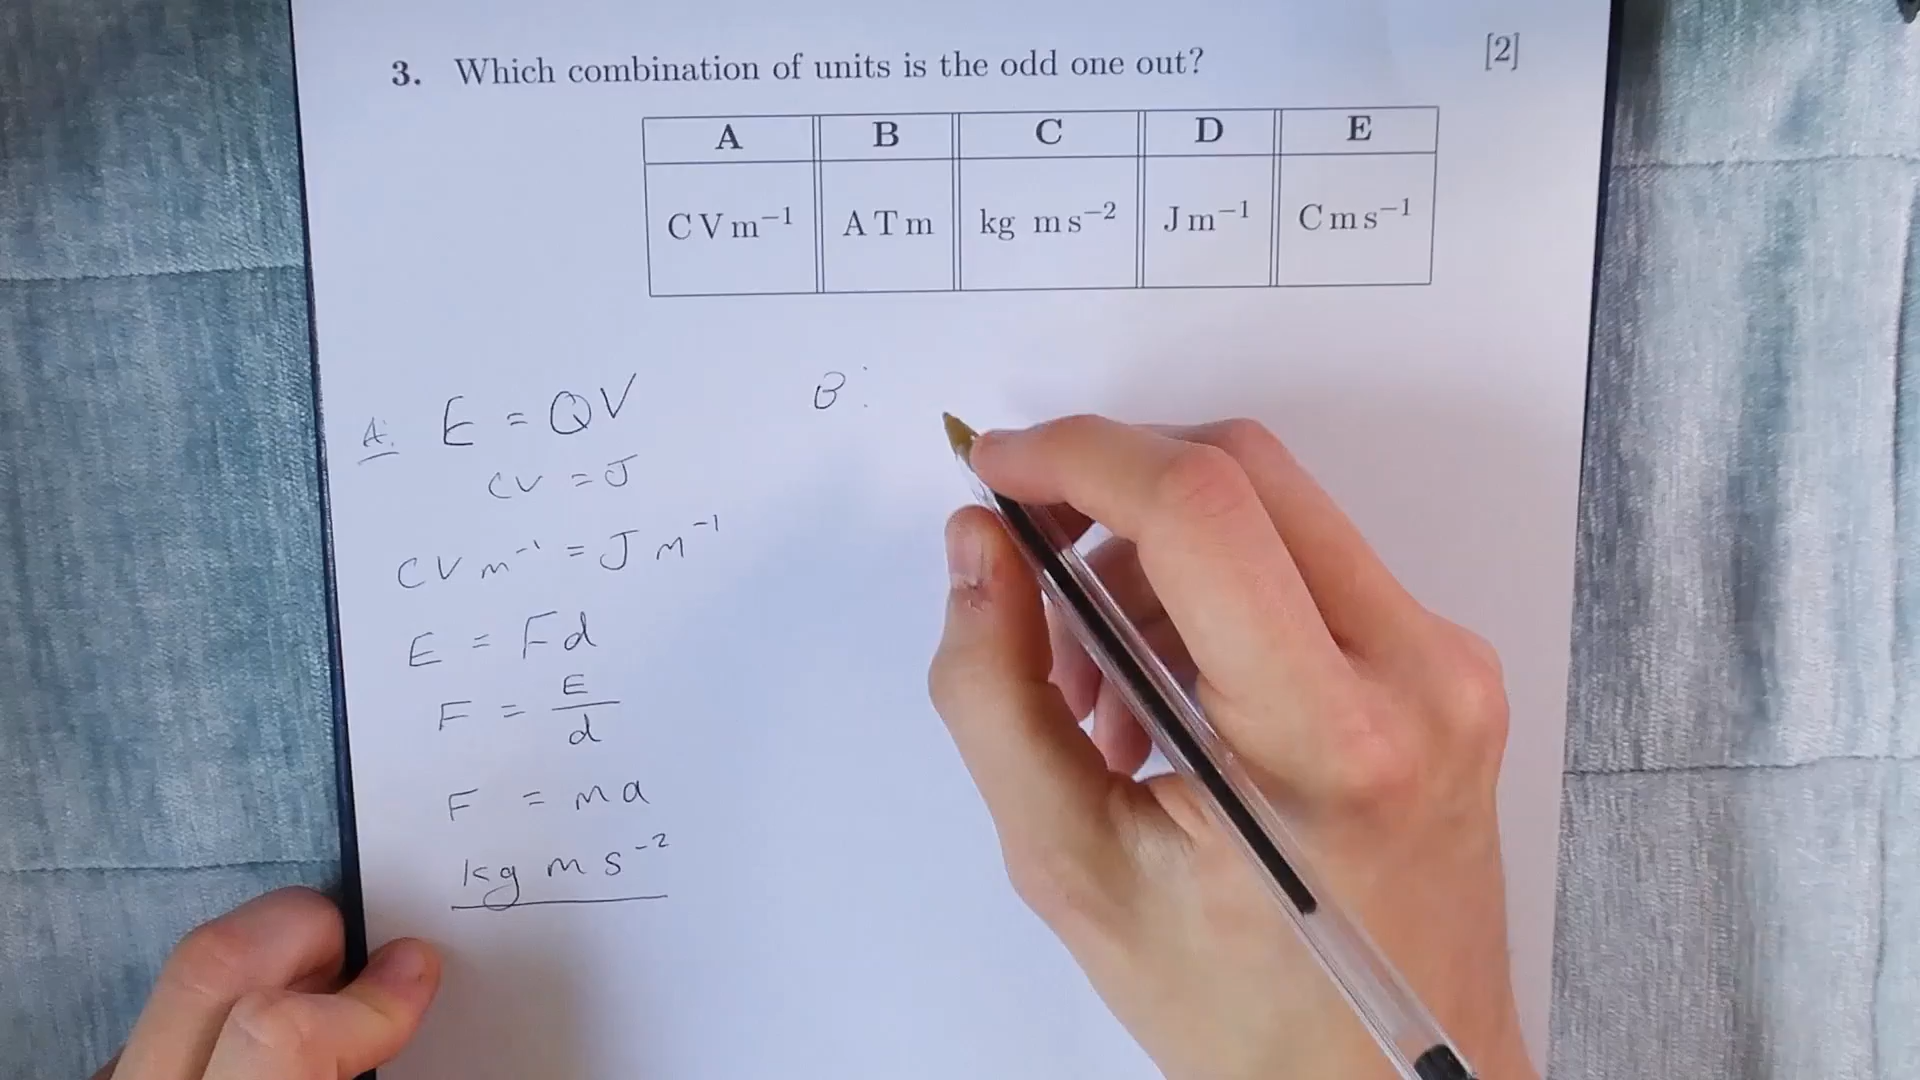 3. Which combination of units is the odd one out? [2]
A B C D E
C V m⁻¹ A T m kg m s⁻² J m⁻¹ C m s⁻¹
A: E = QV
B:
CV = J
CV m⁻¹ = J m⁻¹
E = Fd
F = E/d
F = ma
kg m s⁻²